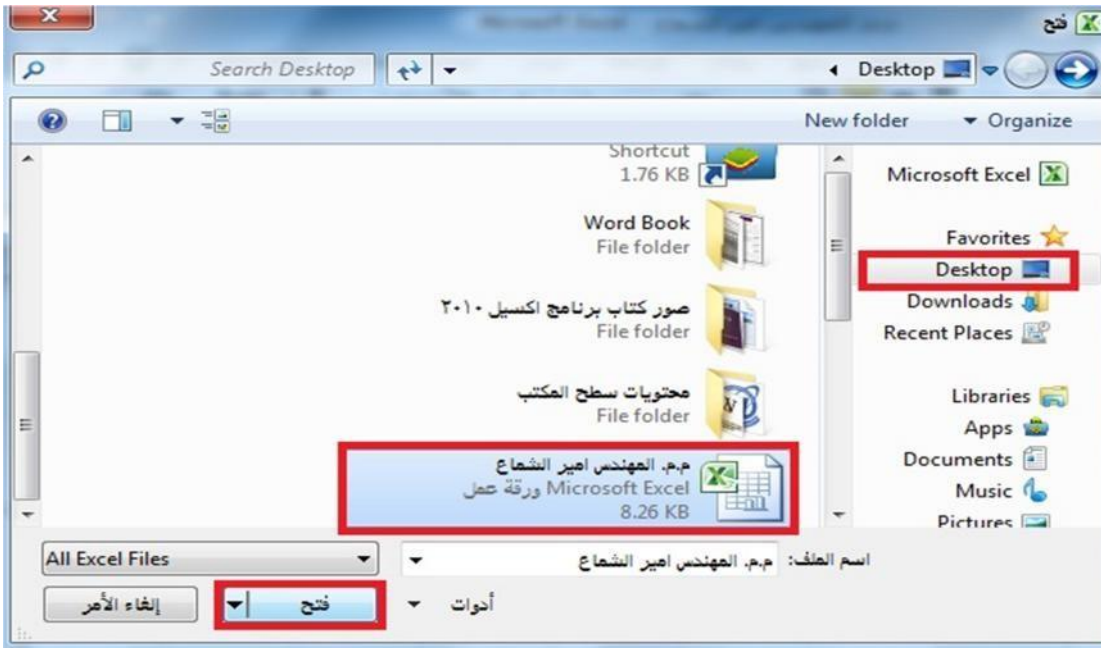 فتح
Desktop
Search Desktop
Organize
New folder
Microsoft Excel
Favorites
Desktop
Downloads
Recent Places
Libraries
Apps
Documents
Music
Pictures
Shortcut
1.76 KB
Word Book
File folder
صور كتاب برنامج اكسيل ٢٠١٠
File folder
محتويات سطح المكتب
File folder
م.م. المهندس امير الشماع
Microsoft Excel ورقة عمل
8.26 KB
اسم الملف: م.م. المهندس امير الشماع
All Excel Files
أدوات
فتح
إلغاء الأمر